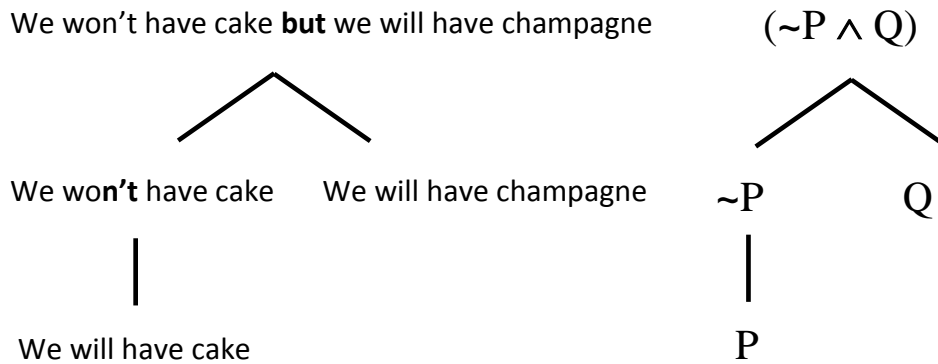 We won't have cake but we will have champagne (~P ∧ Q)
We won't have cake We will have champagne ~P Q
We will have cake P